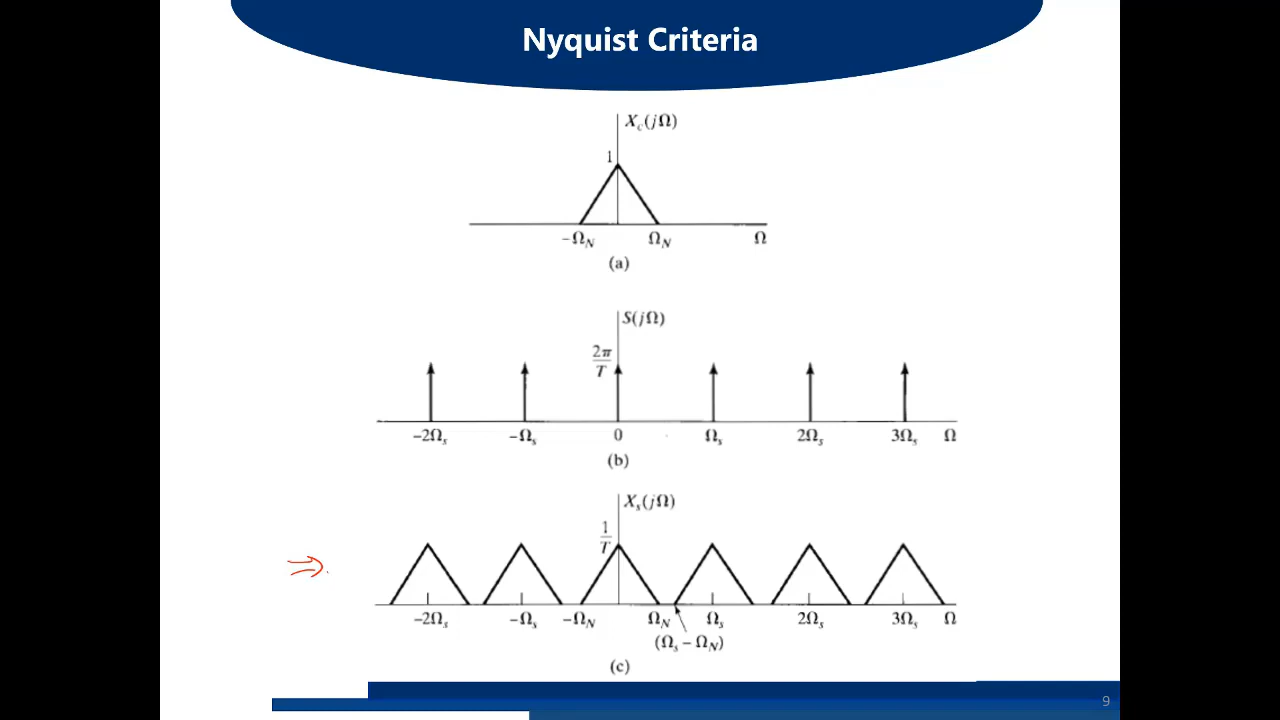 Nyquist Criteria
X_c(jΩ)
1
−Ω_N Ω_N Ω
(a)
S(jΩ)
2π/T
−2Ω_s −Ω_s 0 Ω_s 2Ω_s 3Ω_s Ω
(b)
X_s(jΩ)
1/T
−2Ω_s −Ω_s −Ω_N Ω_N Ω_s 2Ω_s 3Ω_s Ω
(Ω_s − Ω_N)
(c)
9